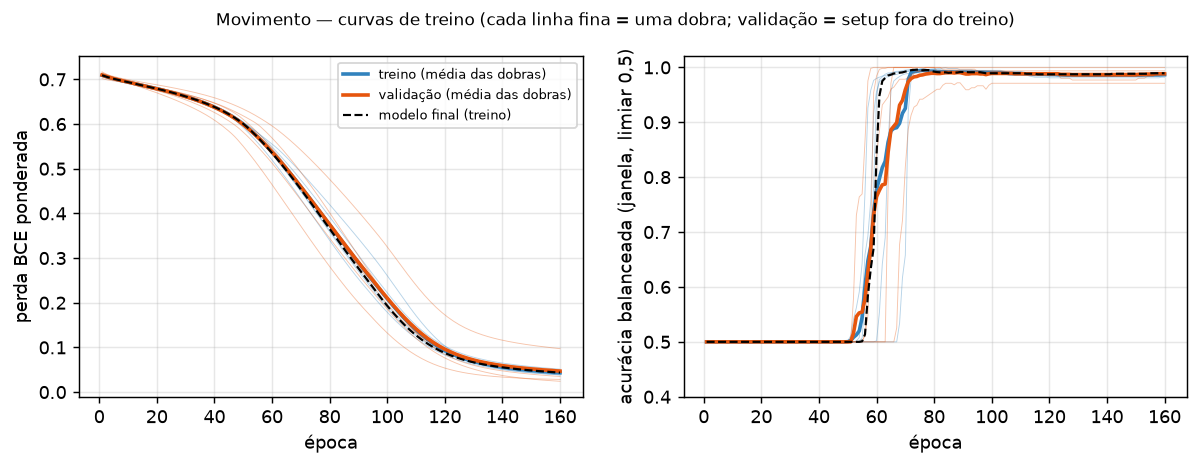 Movimento — curvas de treino (cada linha fina = uma dobra; validação = setup fora do treino)
perda BCE ponderada
0.7
0.6
0.5
0.4
0.3
0.2
0.1
0.0
treino (média das dobras)
validação (média das dobras)
modelo final (treino)
0 20 40 60 80 100 120 140 160
época
acurácia balanceada (janela, limiar 0,5)
1.0
0.9
0.8
0.7
0.6
0.5
0.4
0 20 40 60 80 100 120 140 160
época